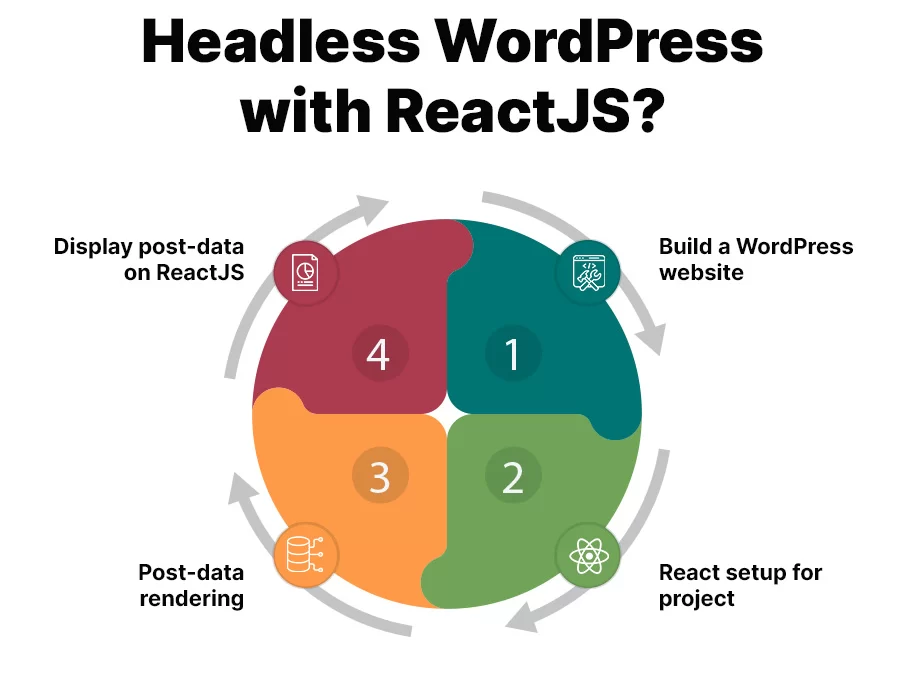 Headless WordPress
with ReactJS?
Display post-data
on ReactJS
Build a WordPress
website
4
1
3
2
Post-data
rendering
React setup for
project